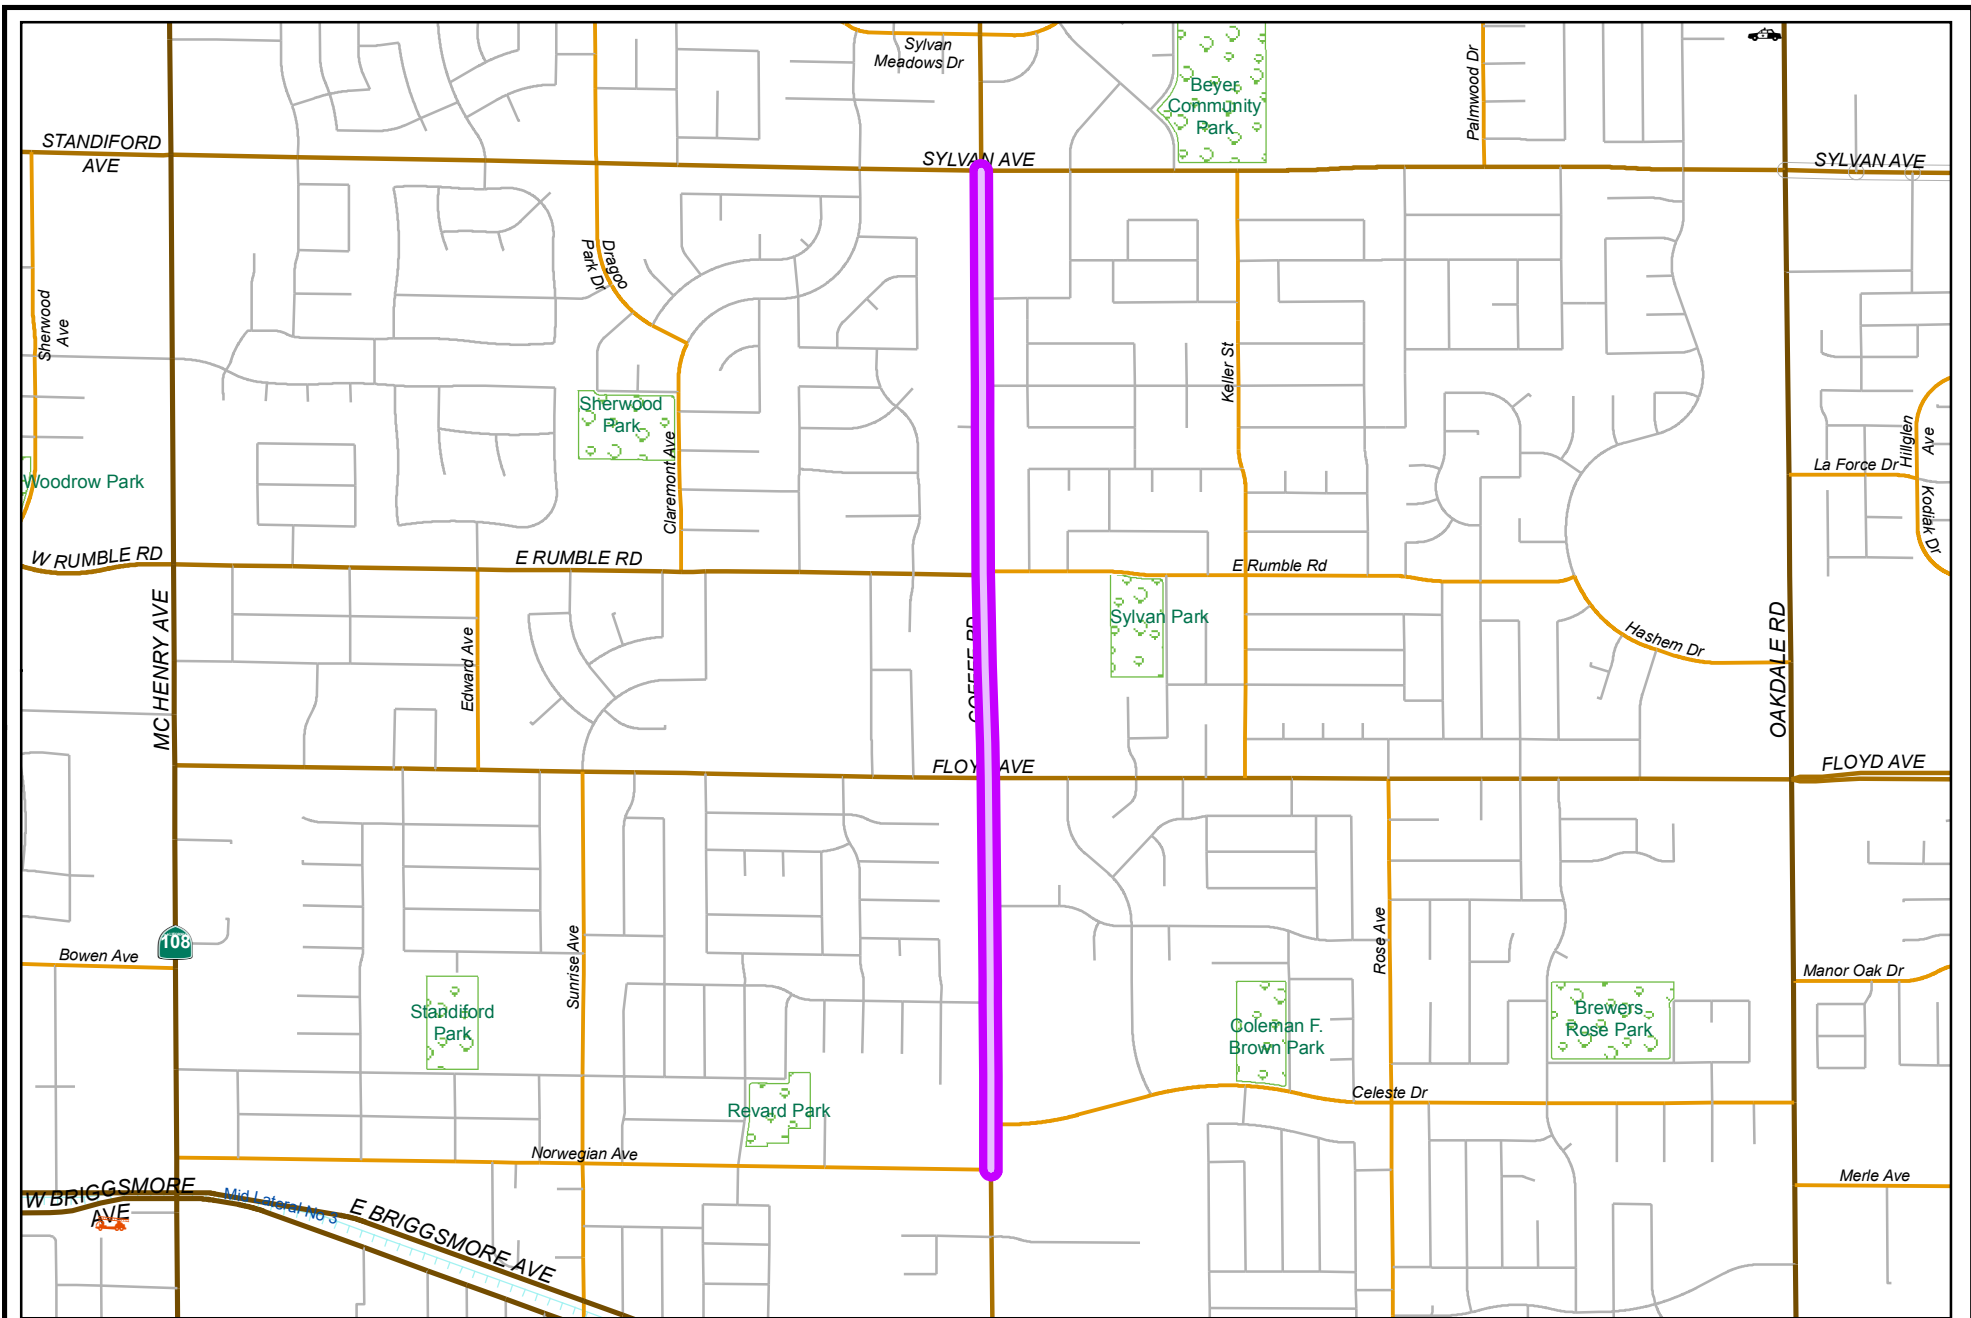 Sylvan
Meadows Dr
Beyer
Community
Park
Palmwood Dr
STANDIFORD
AVE
SYLVAN AVE
SYLVAN AVE
Dragoo
Park Dr
Sherwood
Ave
Keller St
Sherwood
Park
Claremont Ave
Hillglen
Ave
La Force Dr
Kodiak Dr
Woodrow Park
W RUMBLE RD
E RUMBLE RD
E Rumble Rd
MC HENRY AVE
Edward Ave
COFFEE RD
Sylvan Park
Hashem Dr
OAKDALE RD
FLOYD AVE
FLOYD AVE
108
Bowen Ave
Sunrise Ave
Rose Ave
Manor Oak Dr
Standiford
Park
Coleman F.
Brown Park
Brewers
Rose Park
Revard Park
Celeste Dr
Norwegian Ave
Merle Ave
W BRIGGSMORE
AVE
Mid Lateral No 3
E BRIGGSMORE AVE